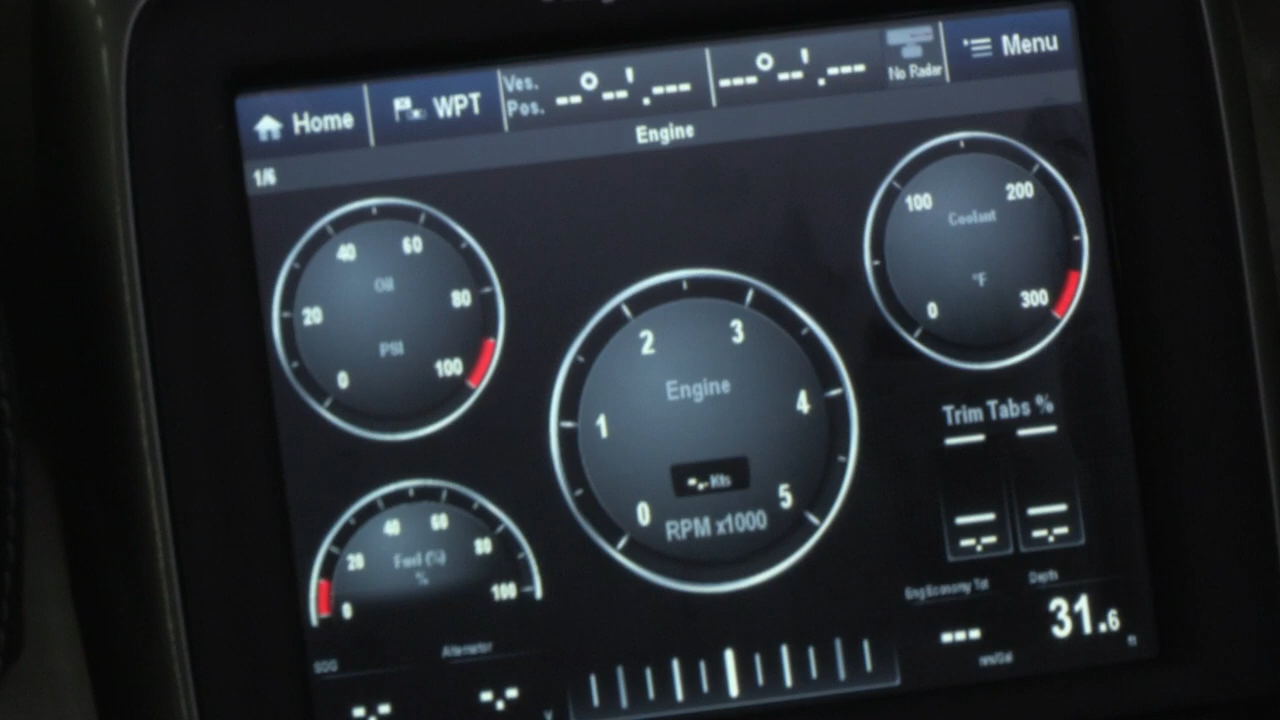 Home
WPT
Ves.
Pos.
--°--'.---
---°--'.---
No Radar
Menu
Engine
1/6
0
20
40
60
80
100
Oil
PSI
0
1
2
3
4
5
Engine
-.- Kts
RPM x1000
0
100
200
300
Coolant
°F
0
20
40
60
80
100
Fuel (%)
%
Trim Tabs %
-.-
-.-
SOG
-.-
Alternator
-.-
V
Eng Economy Tot
---
nm/Gal
Depth
31.6
ft